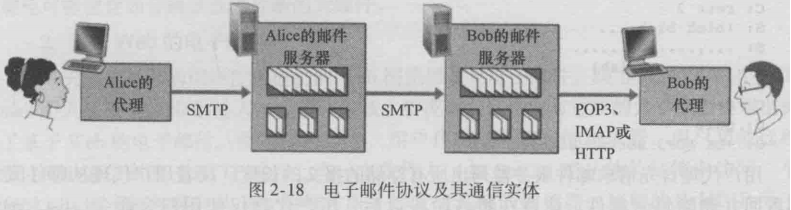 Alice的
代理
SMTP
Alice的邮件
服务器
SMTP
Bob的邮件
服务器
POP3、
IMAP或
HTTP
Bob的
代理
图 2-18 电子邮件协议及其通信实体